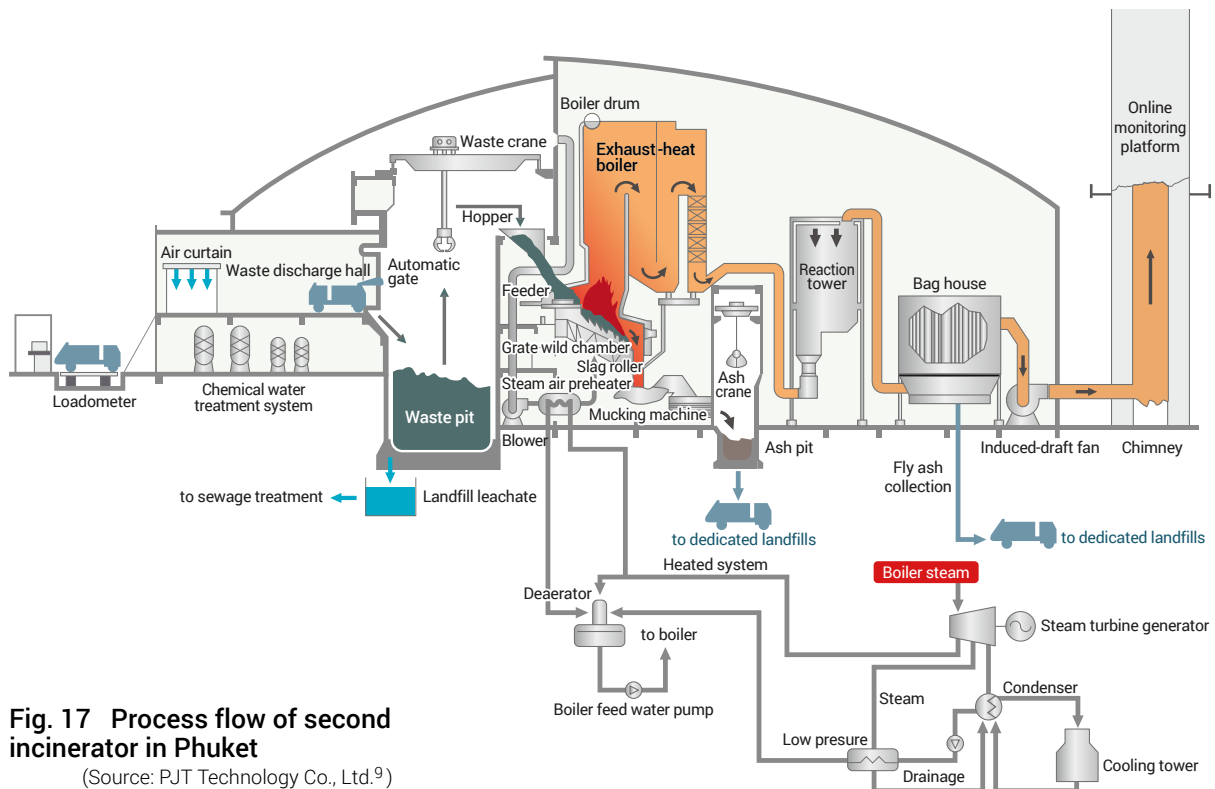 Boiler drum
Waste crane
Exhaust-heat
boiler
Online
monitoring
platform
Hopper
Air curtain
Waste discharge hall
Automatic
gate
Feeder
Reaction
tower
Bag house
Grate wild chamber
Slag roller
Steam air preheater
Ash
crane
Loadometer
Chemical water
treatment system
Waste pit
Mucking machine
Blower
Ash pit
Induced-draft fan
Chimney
Fly ash
collection
to sewage treatment
Landfill leachate
to dedicated landfills
to dedicated landfills
Heated system
Boiler steam
Deaerator
to boiler
Steam turbine generator
Boiler feed water pump
Steam
Condenser
Low presure
Drainage
Cooling tower
Fig. 17 Process flow of second
incinerator in Phuket
(Source: PJT Technology Co., Ltd.9)